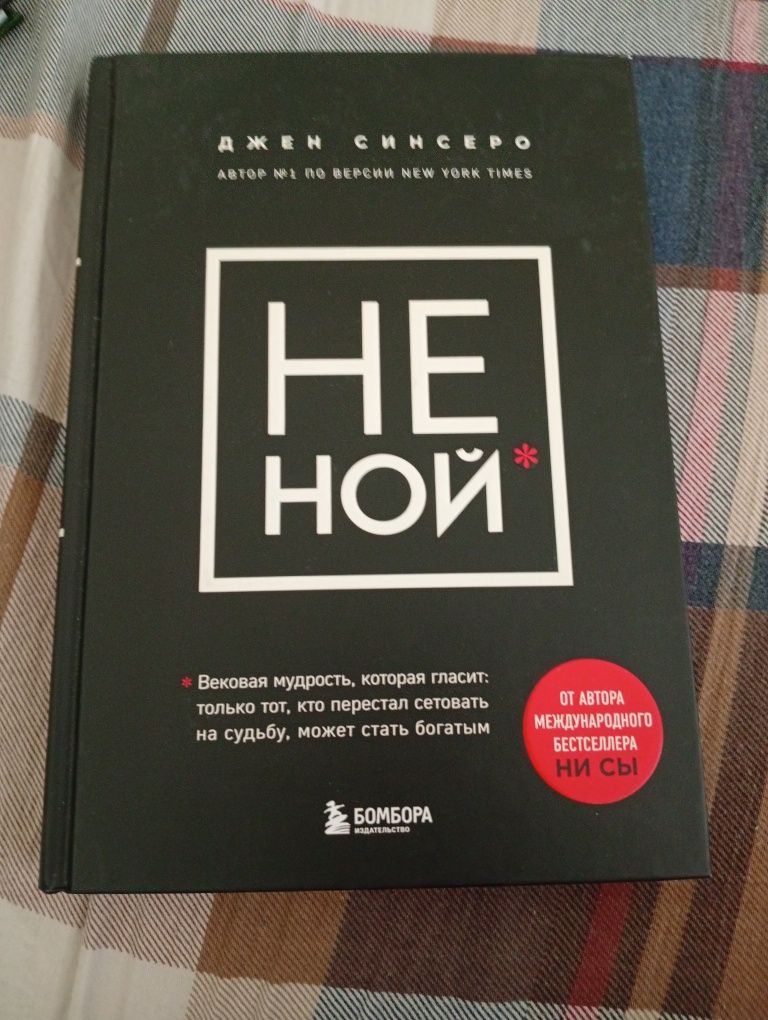 ДЖЕН СИНСЕРО
АВТОР №1 ПО ВЕРСИИ NEW YORK TIMES
НЕ
НОЙ*
* Вековая мудрость, которая гласит:
только тот, кто перестал сетовать
на судьбу, может стать богатым
ОТ АВТОРА
МЕЖДУНАРОДНОГО
БЕСТСЕЛЛЕРА
НИ СЫ
БОМБОРА
ИЗДАТЕЛЬСТВО